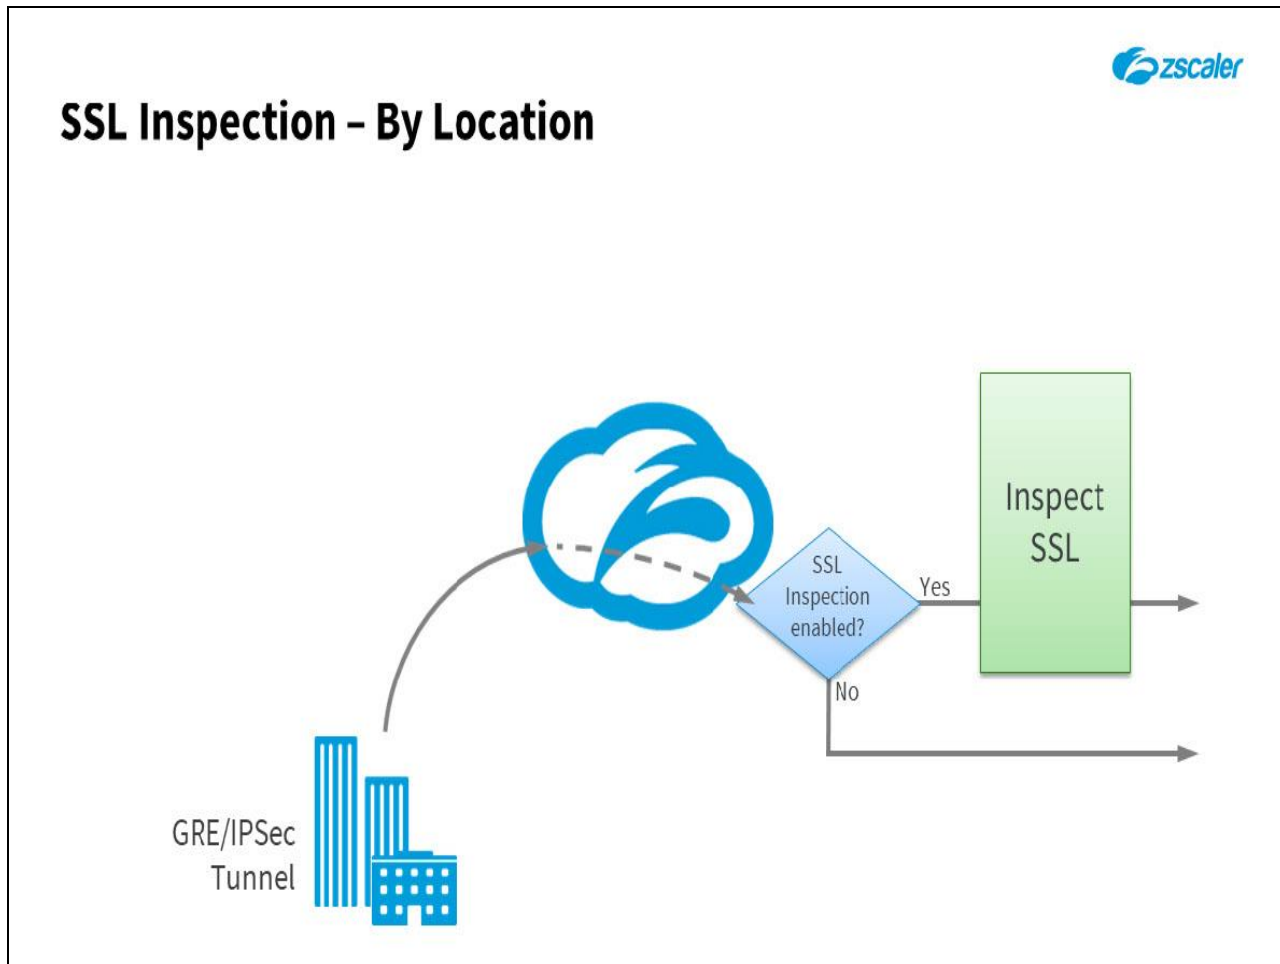 zscaler
SSL Inspection – By Location
Inspect
SSL
SSL
Inspection
enabled?
Yes
No
GRE/IPSec
Tunnel